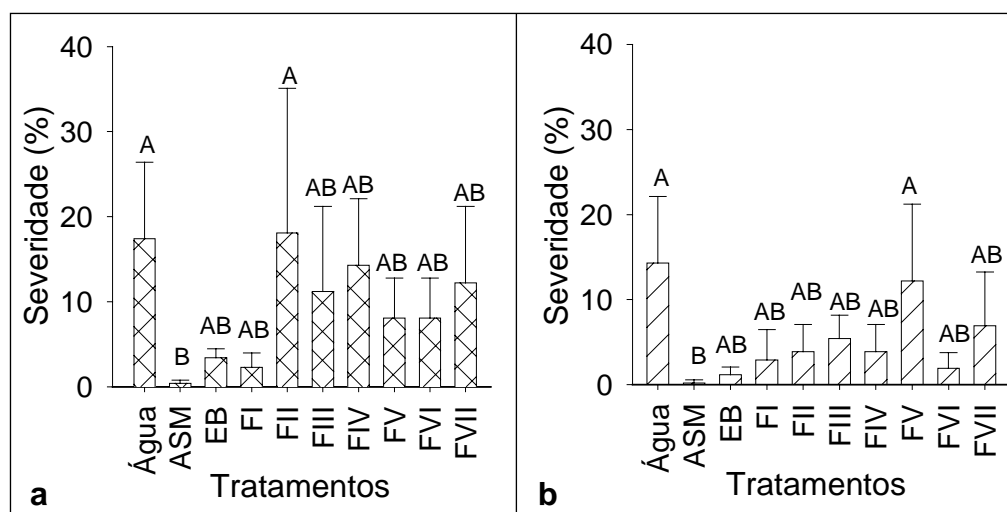 40
30
20
10
0
Severidade (%)
A
B
AB
AB
A
AB
AB
AB
AB
AB
Água
ASM
EB
FI
FII
FIII
FIV
FV
FVI
FVII
Tratamentos
a
40
30
20
10
0
Severidade (%)
A
B
AB
AB
AB
AB
AB
A
AB
AB
Água
ASM
EB
FI
FII
FIII
FIV
FV
FVI
FVII
Tratamentos
b